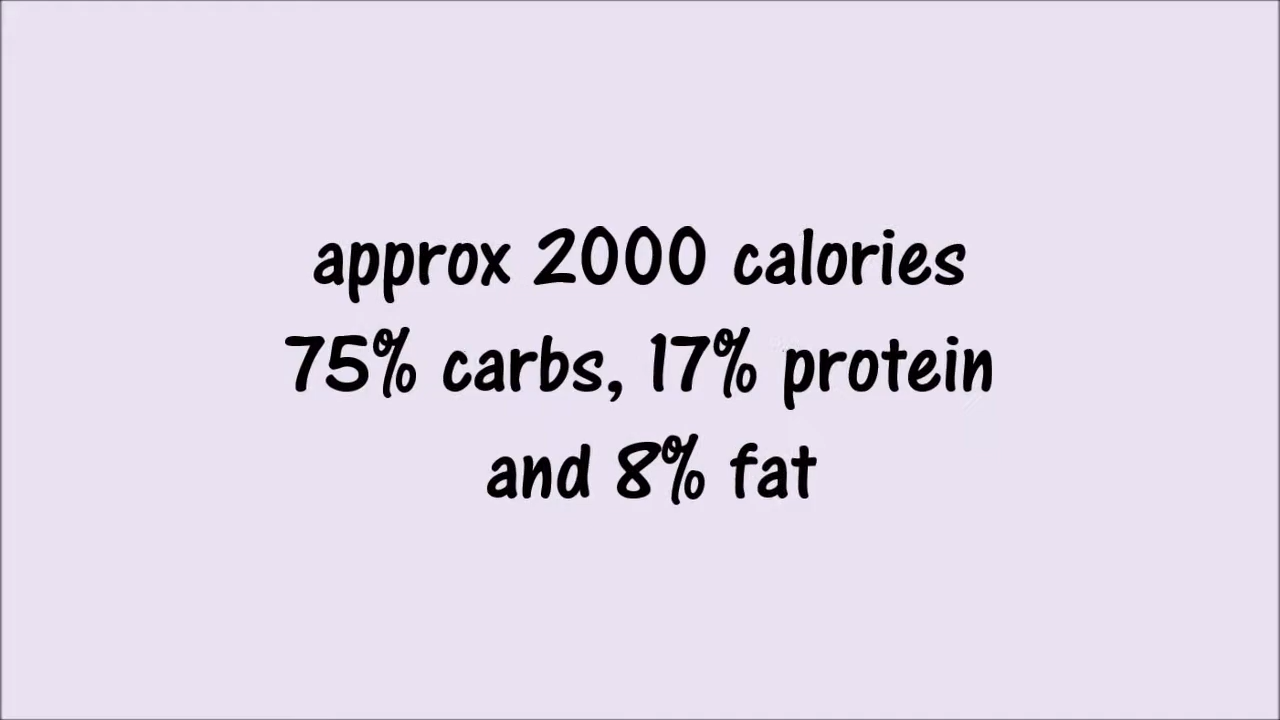 approx 2000 calories
75% carbs, 17% protein
and 8% fat